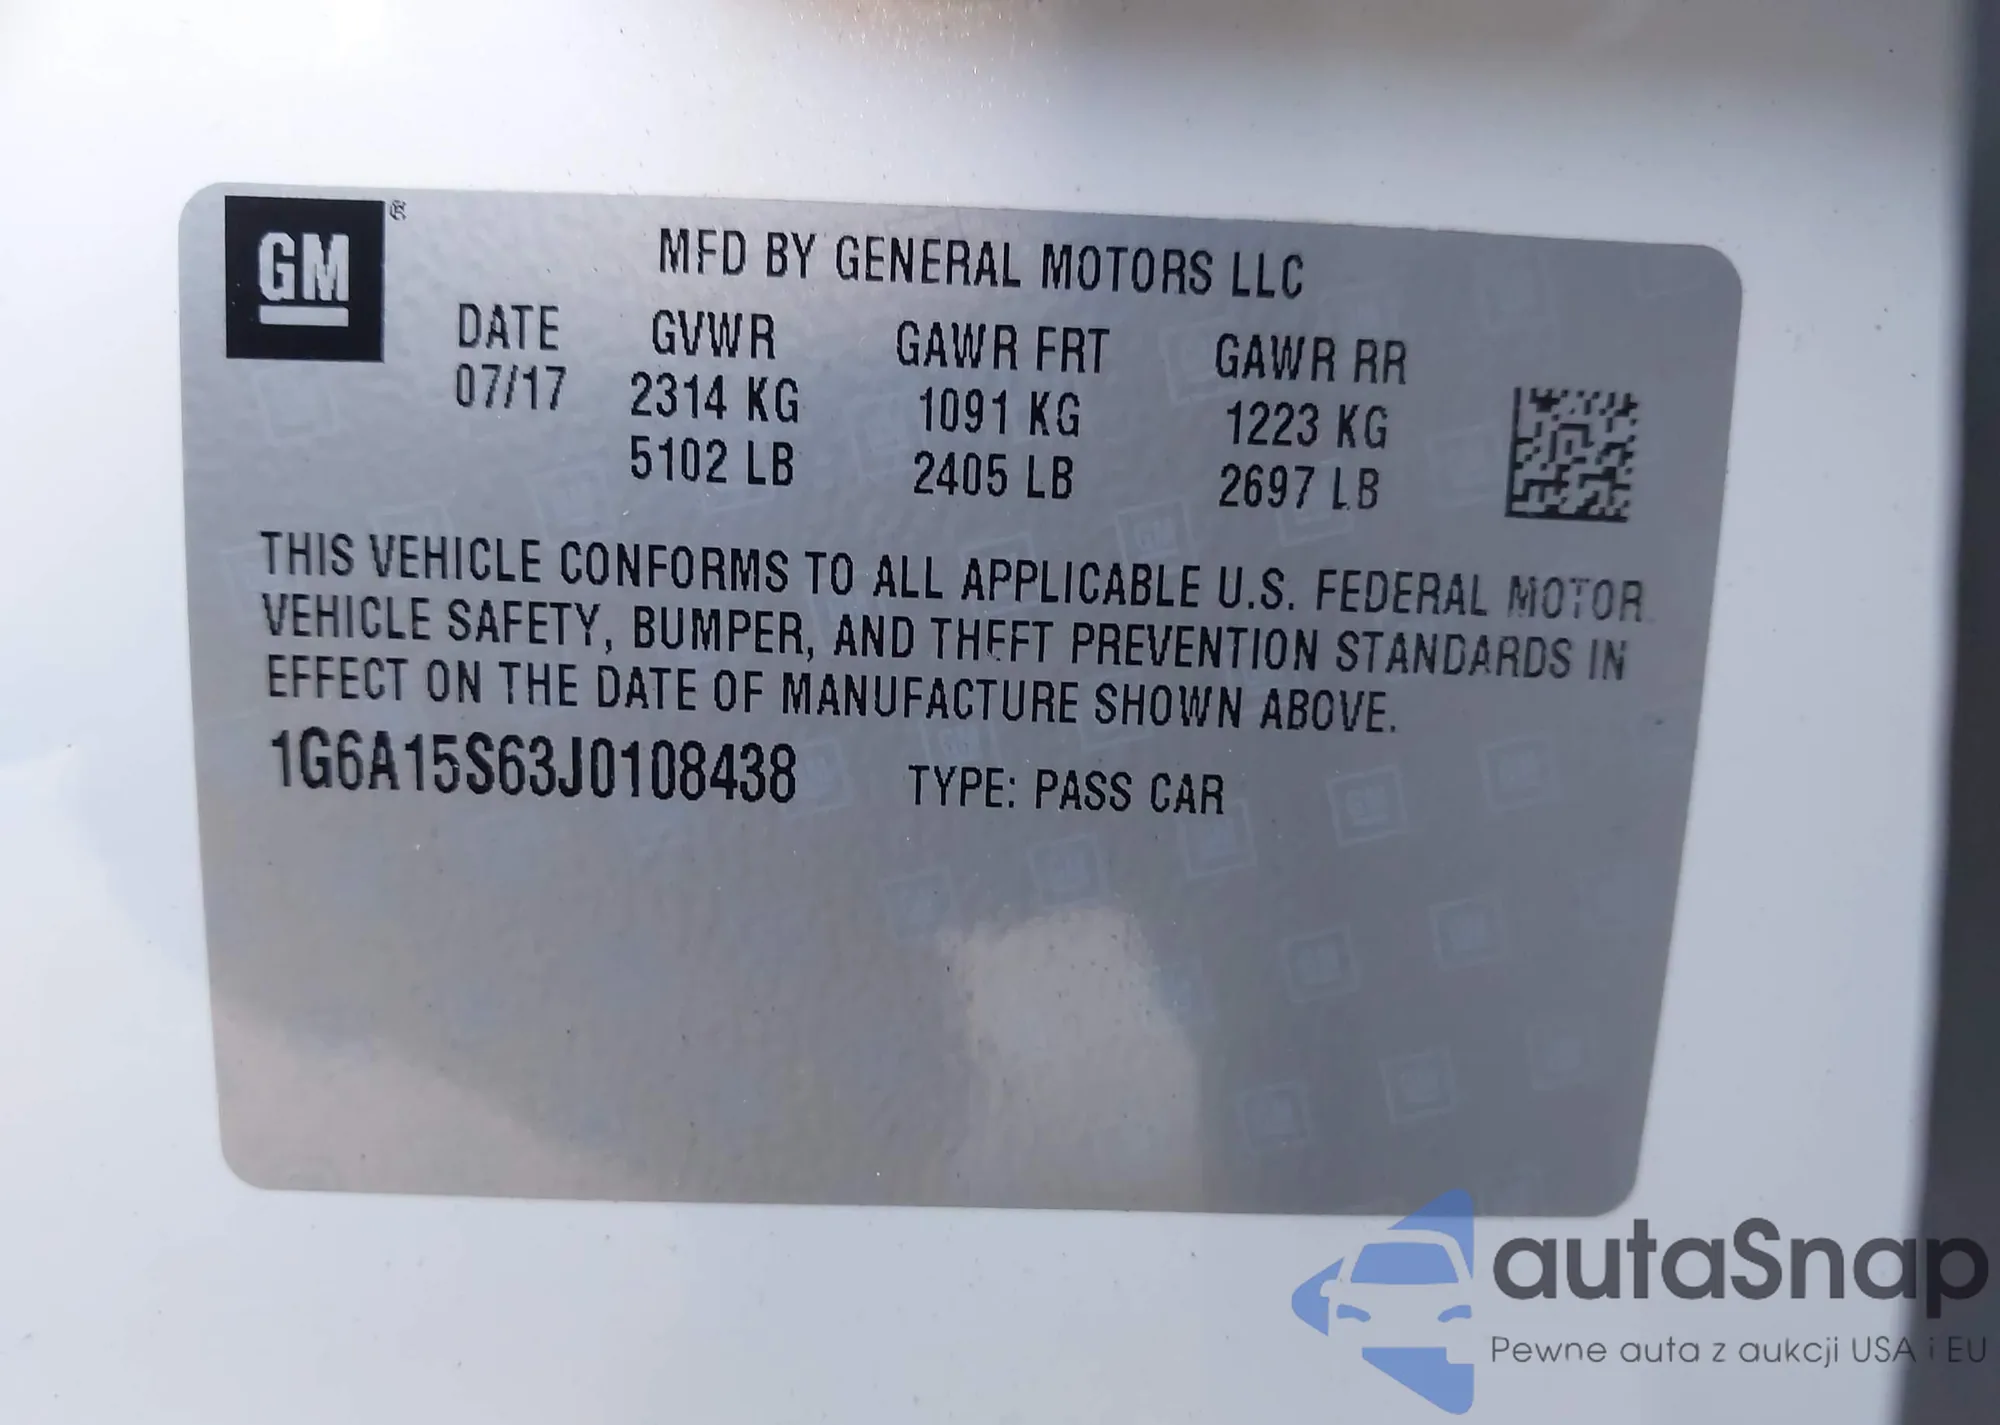 GM®
MFD BY GENERAL MOTORS LLC
DATE GVWR GAWR FRT GAWR RR
07/17 2314 KG 1091 KG 1223 KG
5102 LB 2405 LB 2697 LB
THIS VEHICLE CONFORMS TO ALL APPLICABLE U.S. FEDERAL MOTOR
VEHICLE SAFETY, BUMPER, AND THEFT PREVENTION STANDARDS IN
EFFECT ON THE DATE OF MANUFACTURE SHOWN ABOVE.
1G6A15S63J0108438 TYPE: PASS CAR
autaSnap
Pewne auta z aukcji USA i EU